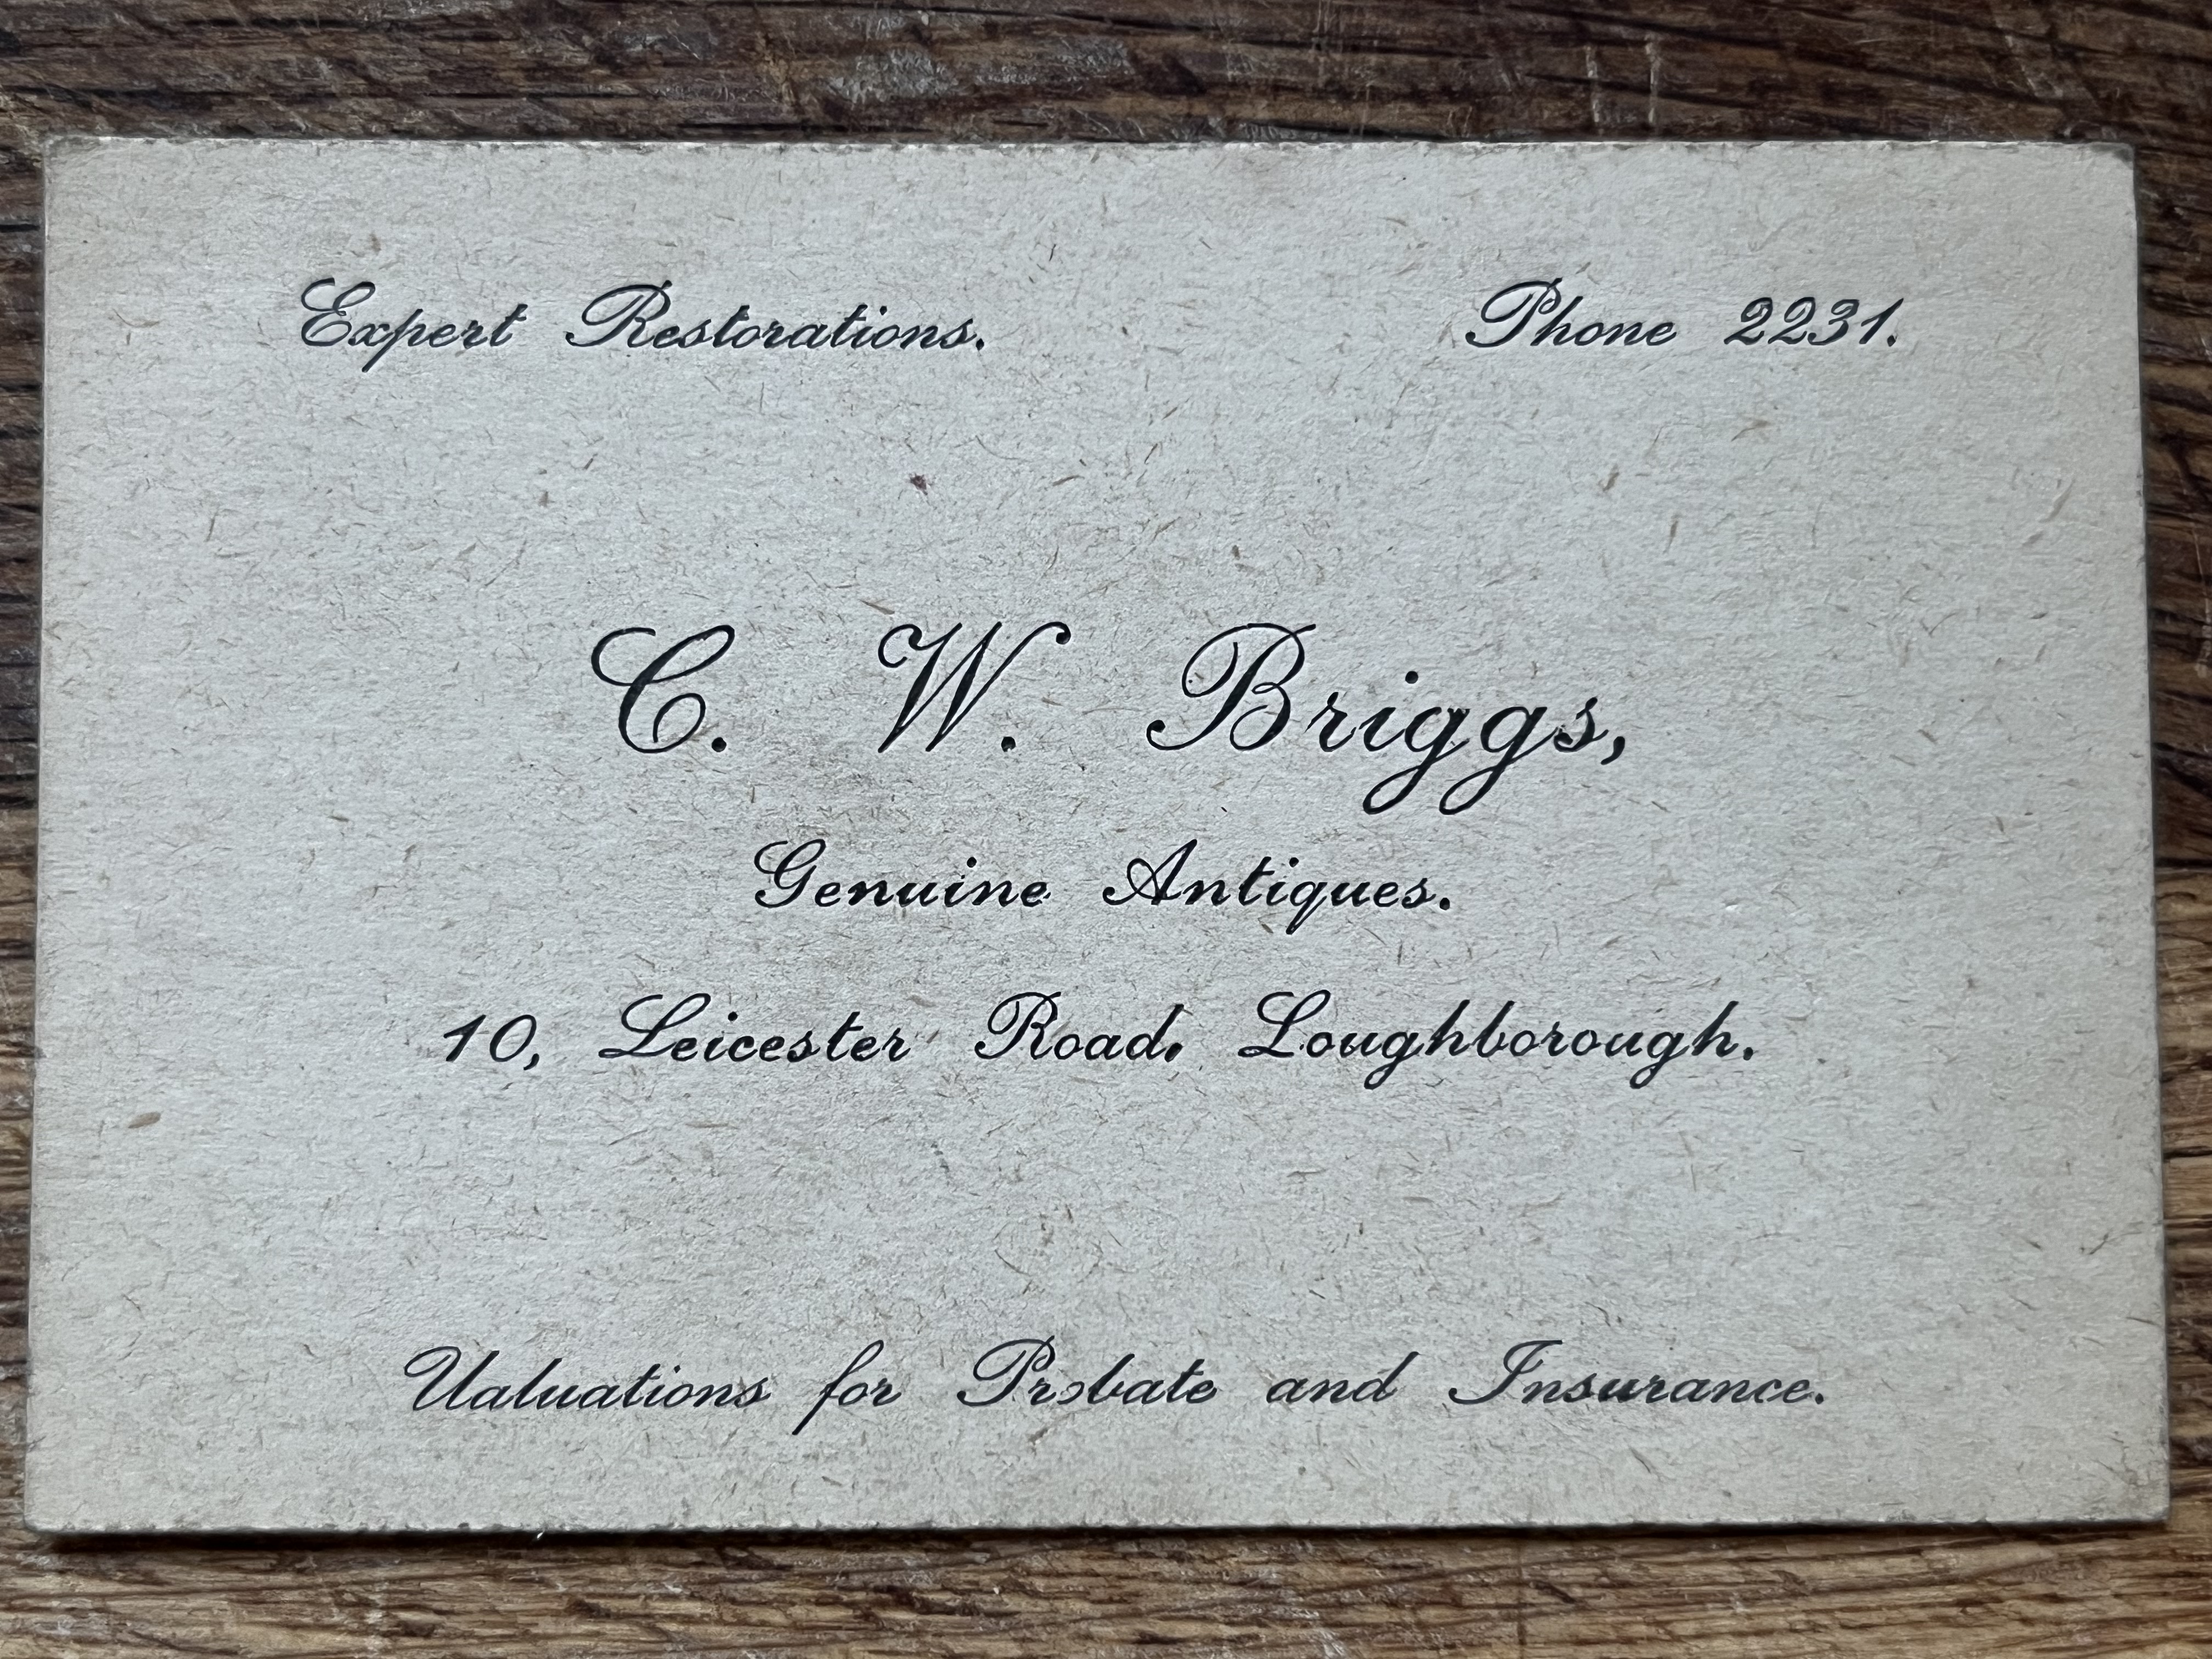 Expert Restorations. Phone 2231.
C. W. Briggs,
Genuine Antiques.
10, Leicester Road, Loughborough.
Valuations for Probate and Insurance.